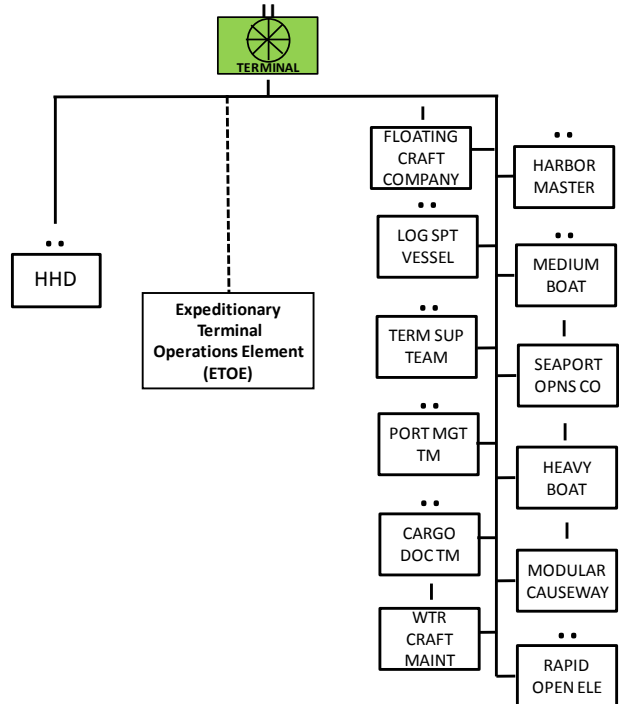 TERMINAL
HHD
Expeditionary
Terminal
Operations Element
(ETOE)
FLOATING
CRAFT
COMPANY
LOG SPT
VESSEL
TERM SUP
TEAM
PORT MGT
TM
CARGO
DOC TM
WTR
CRAFT
MAINT
HARBOR
MASTER
MEDIUM
BOAT
SEAPORT
OPNS CO
HEAVY
BOAT
MODULAR
CAUSEWAY
RAPID
OPEN ELE